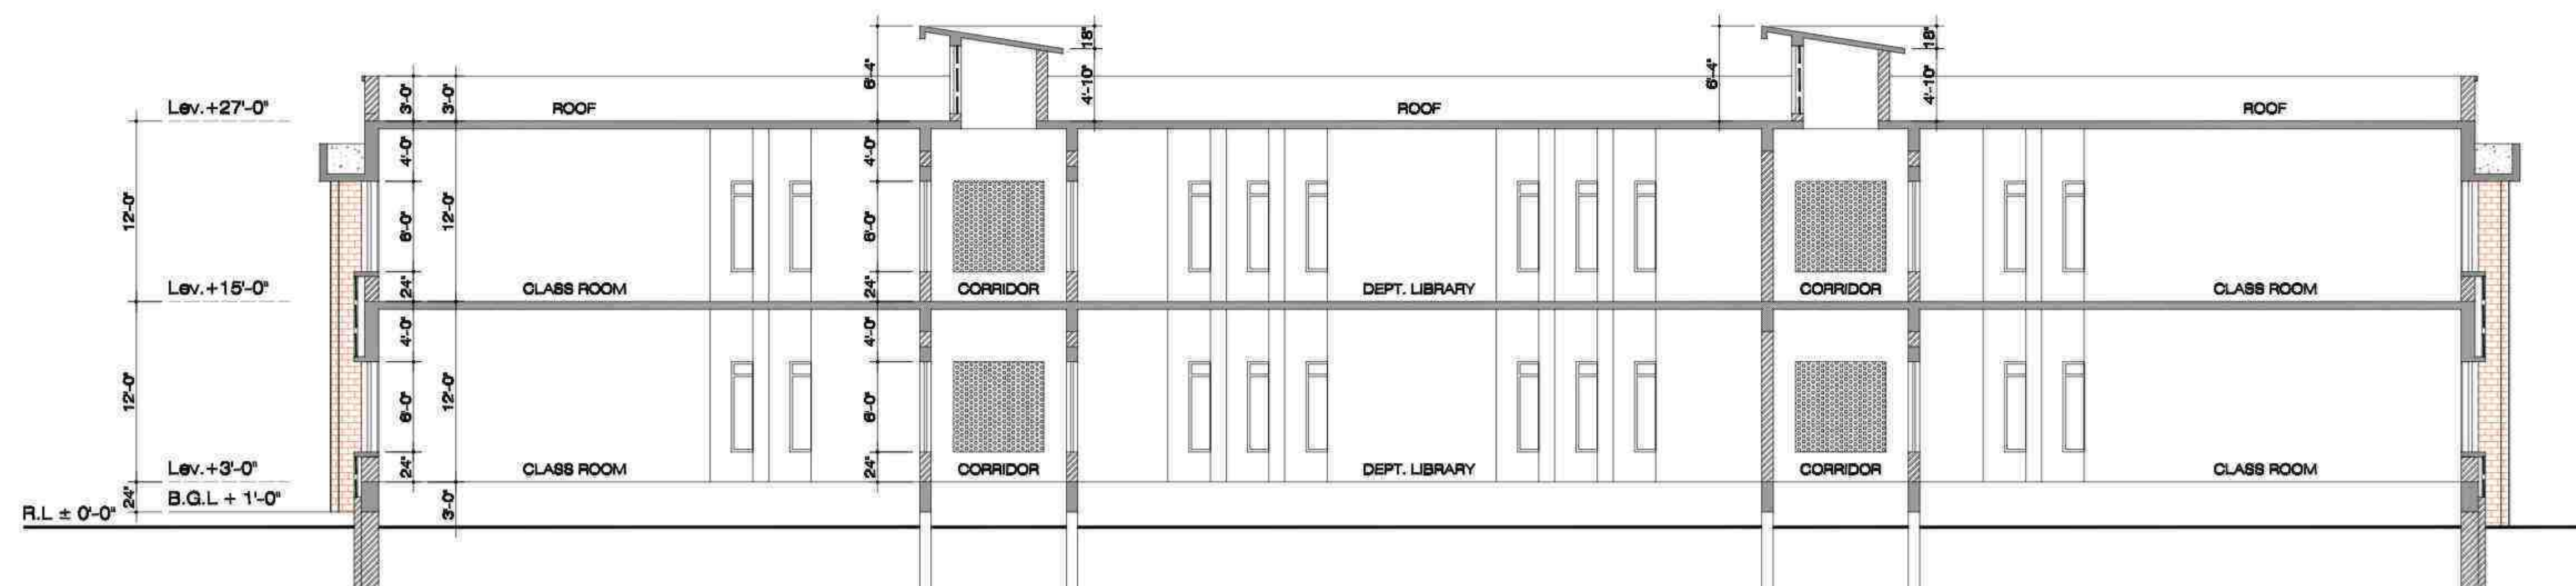 6'-4" 18" 4'-10" 6'-4" 18" 4'-10"
Lev.+27'-0" 3'-0" 3'-0" ROOF ROOF ROOF
12'-0" 4'-0" 6'-0" 24" 12'-0" 4'-0" 6'-0" 24"
Lev.+15'-0" CLASS ROOM CORRIDOR DEPT. LIBRARY CORRIDOR CLASS ROOM
12'-0" 4'-0" 6'-0" 24" 12'-0" 4'-0" 6'-0" 24"
Lev.+3'-0" CLASS ROOM CORRIDOR DEPT. LIBRARY CORRIDOR CLASS ROOM
24" B.G.L + 1'-0" 3'-0"
R.L ± 0'-0"